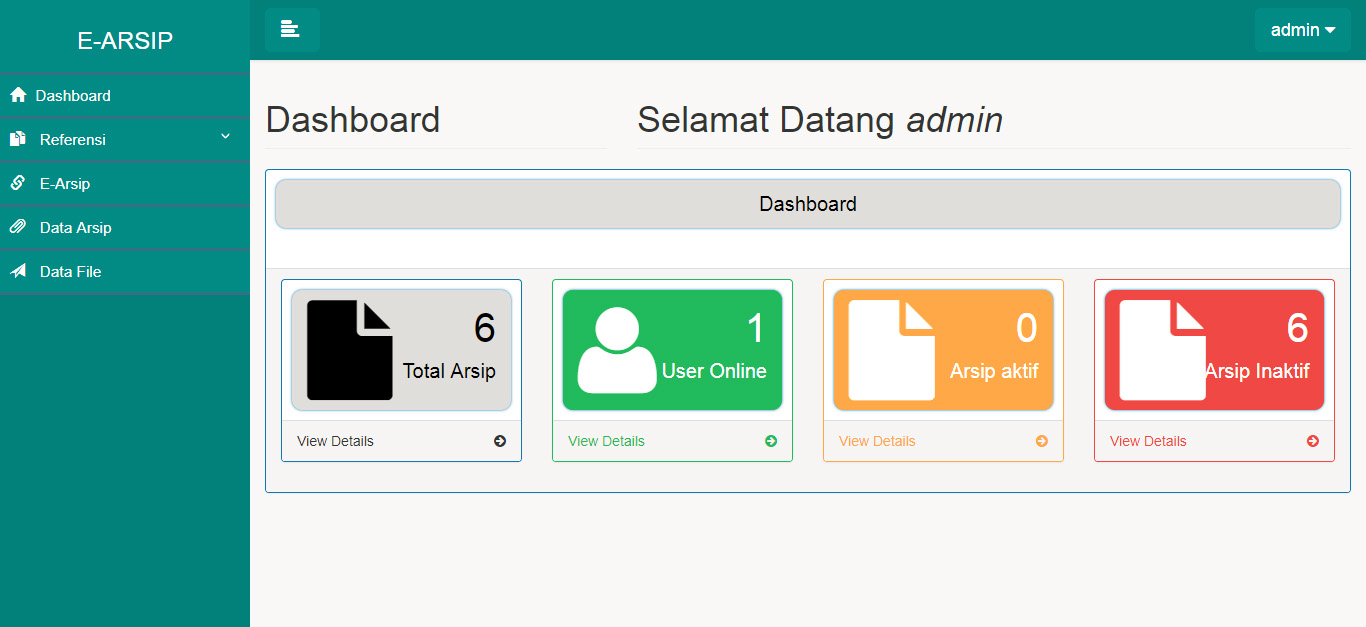 E-ARSIP
admin
Dashboard
Referensi
E-Arsip
Data Arsip
Data File
Dashboard
Selamat Datang admin
Dashboard
6
Total Arsip
View Details
1
User Online
View Details
0
Arsip aktif
View Details
6
Arsip Inaktif
View Details